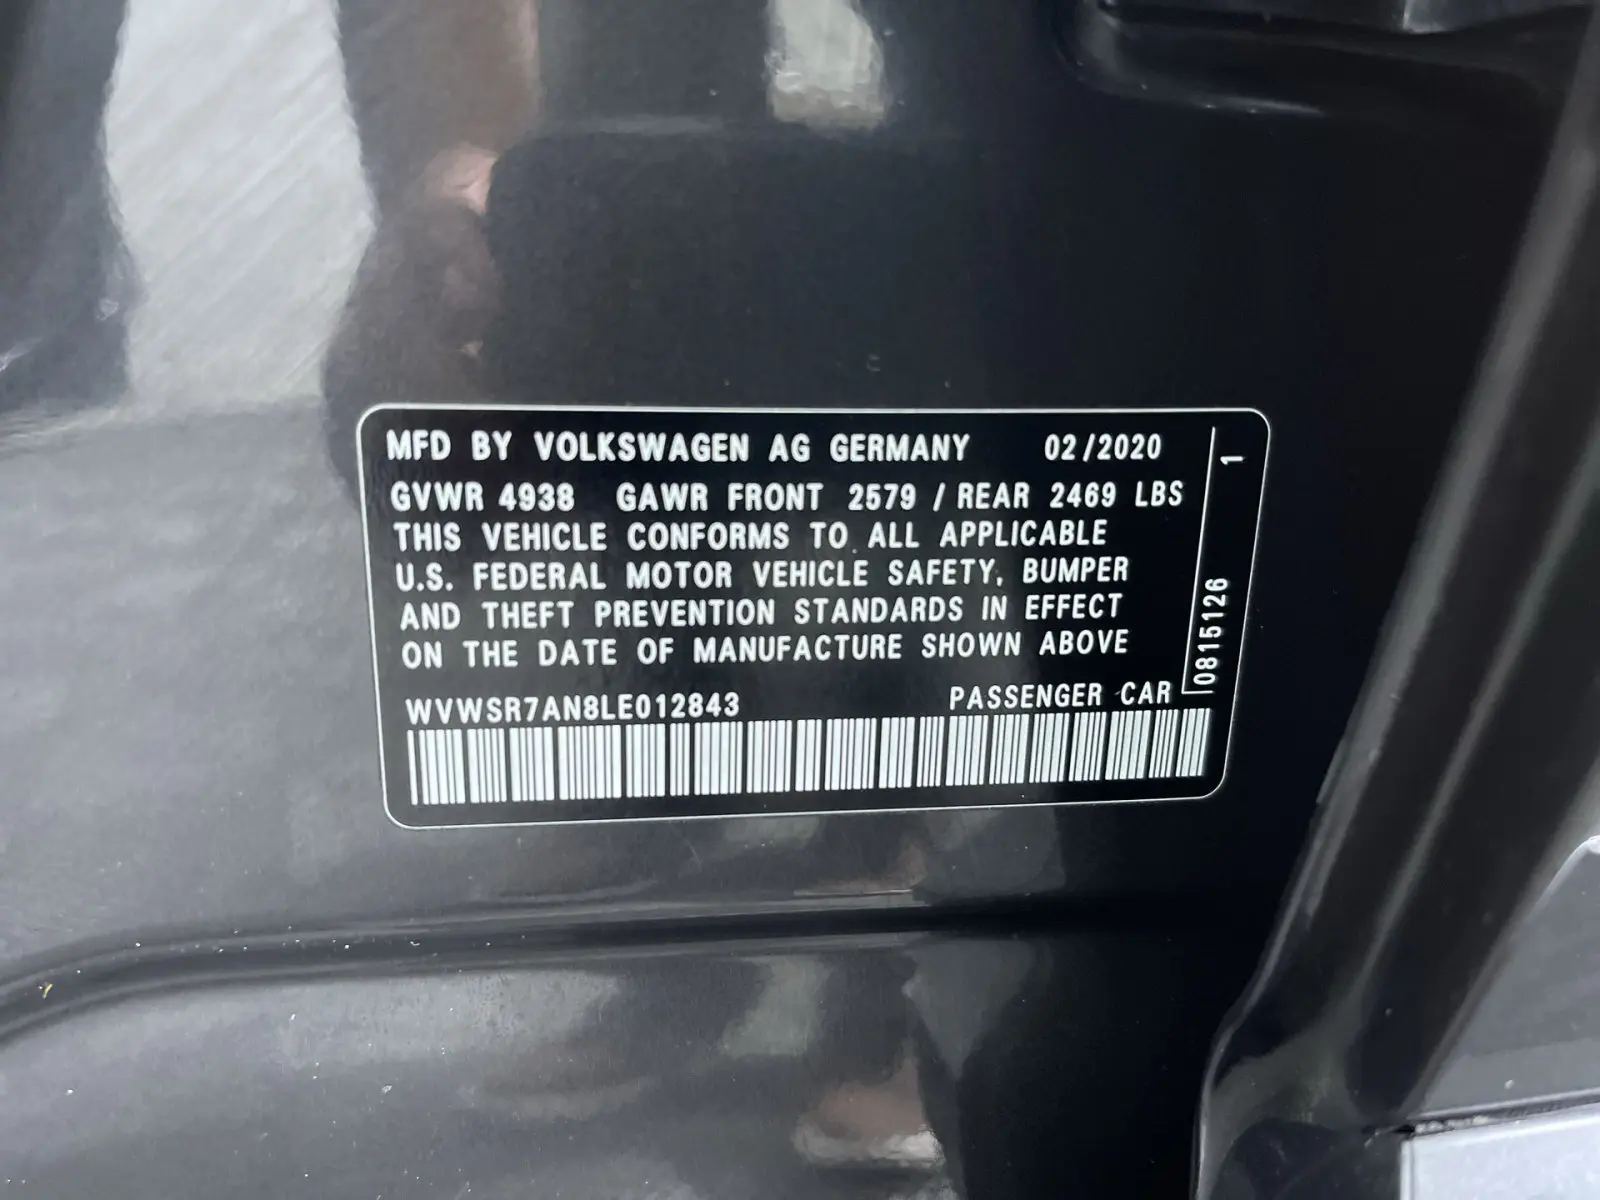 MFD BY VOLKSWAGEN AG GERMANY 02/2020
GVWR 4938 GAWR FRONT 2579 / REAR 2469 LBS
THIS VEHICLE CONFORMS TO ALL APPLICABLE
U.S. FEDERAL MOTOR VEHICLE SAFETY, BUMPER
AND THEFT PREVENTION STANDARDS IN EFFECT
ON THE DATE OF MANUFACTURE SHOWN ABOVE
WVWSR7AN8LE012843 PASSENGER CAR
0815126 1